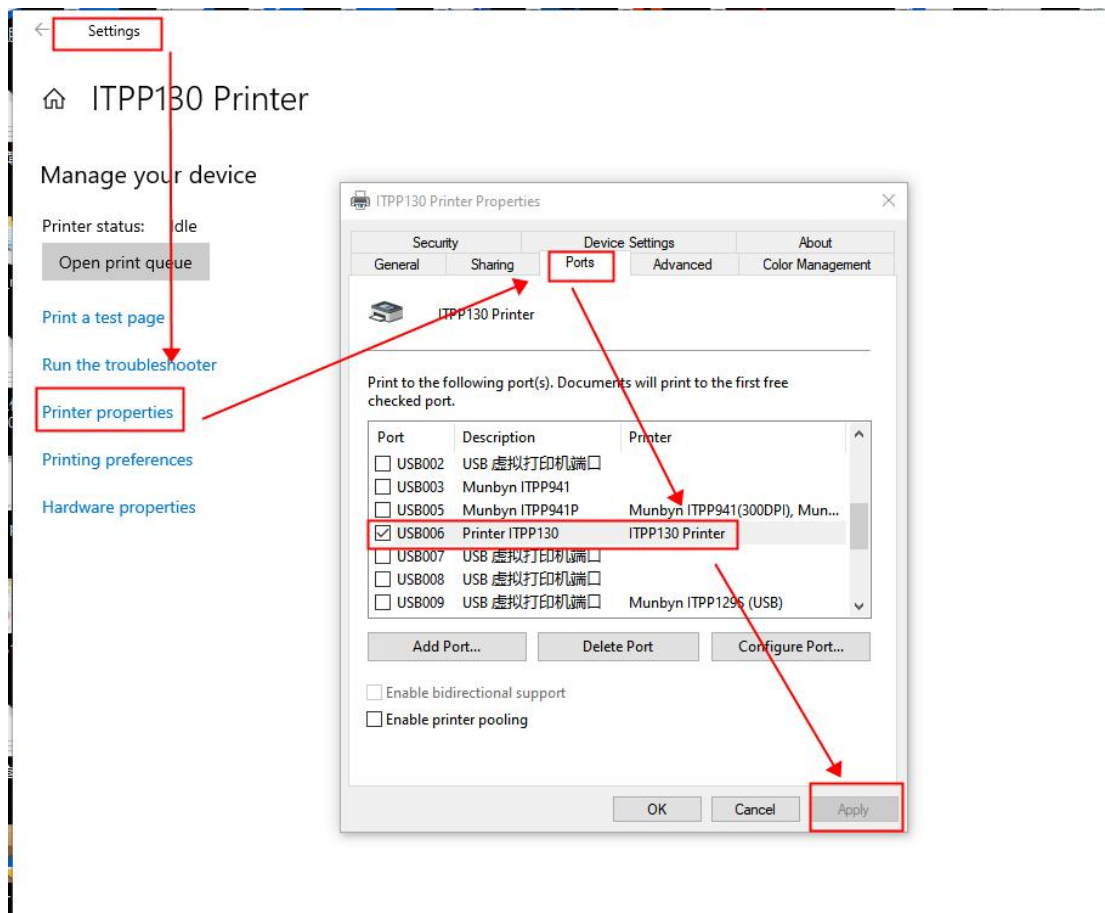 Settings
ITPP130 Printer
Manage your device
Printer status: Idle
Open print queue
Print a test page
Run the troubleshooter
Printer properties
Printing preferences
Hardware properties
ITPP130 Printer Properties
Security Device Settings About
General Sharing Ports Advanced Color Management
ITPP130 Printer
Print to the following port(s). Documents will print to the first free
checked port.
Port Description Printer
USB002 USB 虚拟打印机端口
USB003 Munbyn ITPP941
USB005 Munbyn ITPP941P Munbyn ITPP941(300DPI), Mun...
USB006 Printer ITPP130 ITPP130 Printer
USB007 USB 虚拟打印机端口
USB008 USB 虚拟打印机端口
USB009 USB 虚拟打印机端口 Munbyn ITPP129S (USB)
Add Port... Delete Port Configure Port...
Enable bidirectional support
Enable printer pooling
OK Cancel Apply